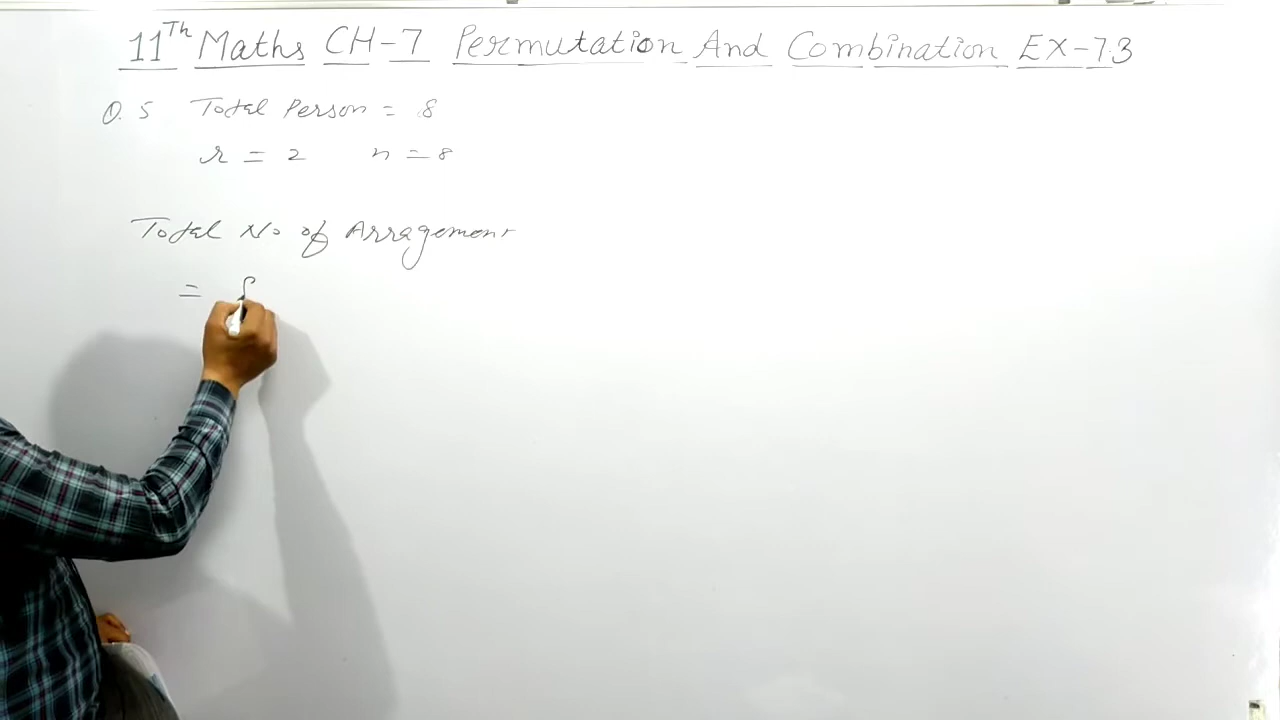 11Th Maths CH-7 Permutation And Combination EX-7.3
Q. 5 Total Person = 8
r = 2 n = 8
Total No of Arragement
=